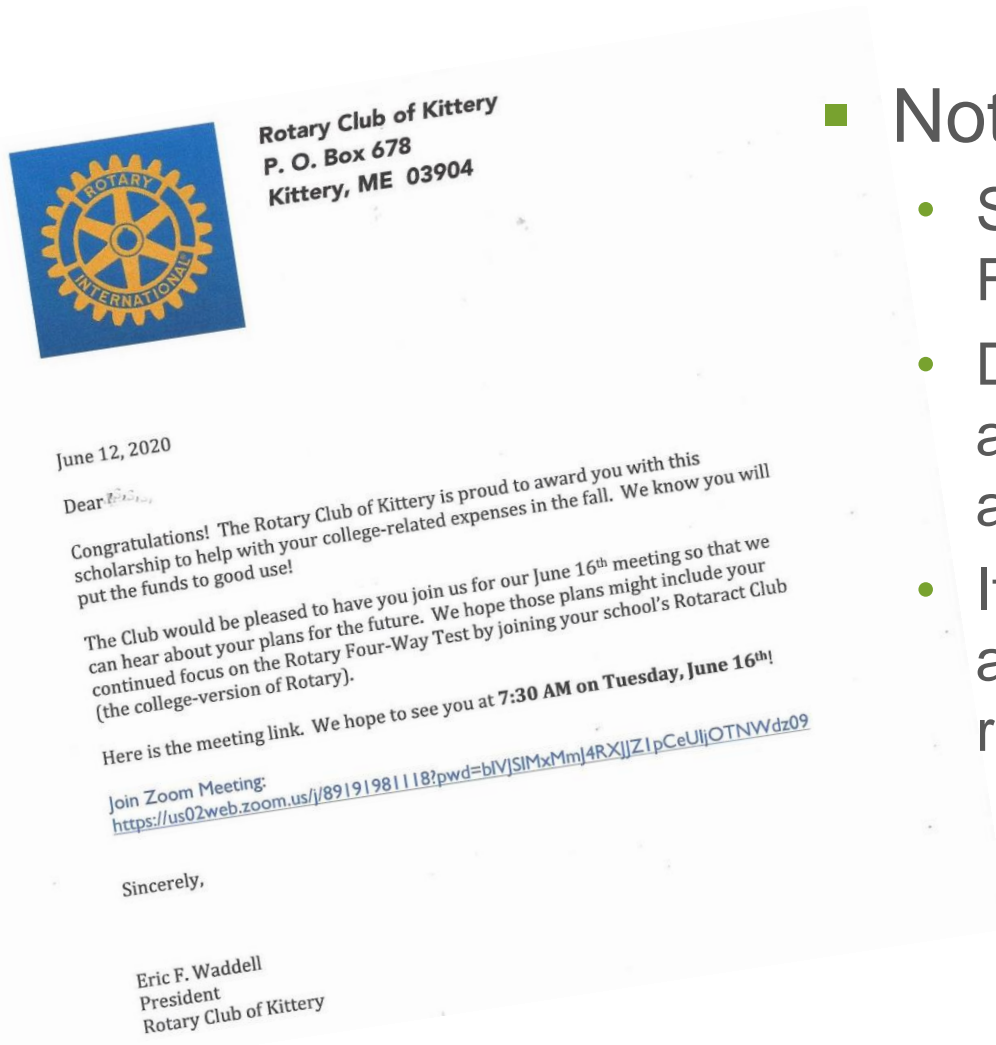 ROTARY
INTERNATIONAL
Rotary Club of Kittery
P. O. Box 678
Kittery, ME 03904
June 12, 2020
Dear
Congratulations! The Rotary Club of Kittery is proud to award you with this
scholarship to help with your college-related expenses in the fall. We know you will
put the funds to good use!
The Club would be pleased to have you join us for our June 16th meeting so that we
can hear about your plans for the future. We hope those plans might include your
continued focus on the Rotary Four-Way Test by joining your school's Rotaract Club
(the college-version of Rotary).
Here is the meeting link. We hope to see you at 7:30 AM on Tuesday, June 16th!
Join Zoom Meeting:
https://us02web.zoom.us/j/89191981118?pwd=blVJSlMxMmJ4RXJJZ1pCeUljOTNWdz09
Sincerely,
Eric F. Waddell
President
Rotary Club of Kittery